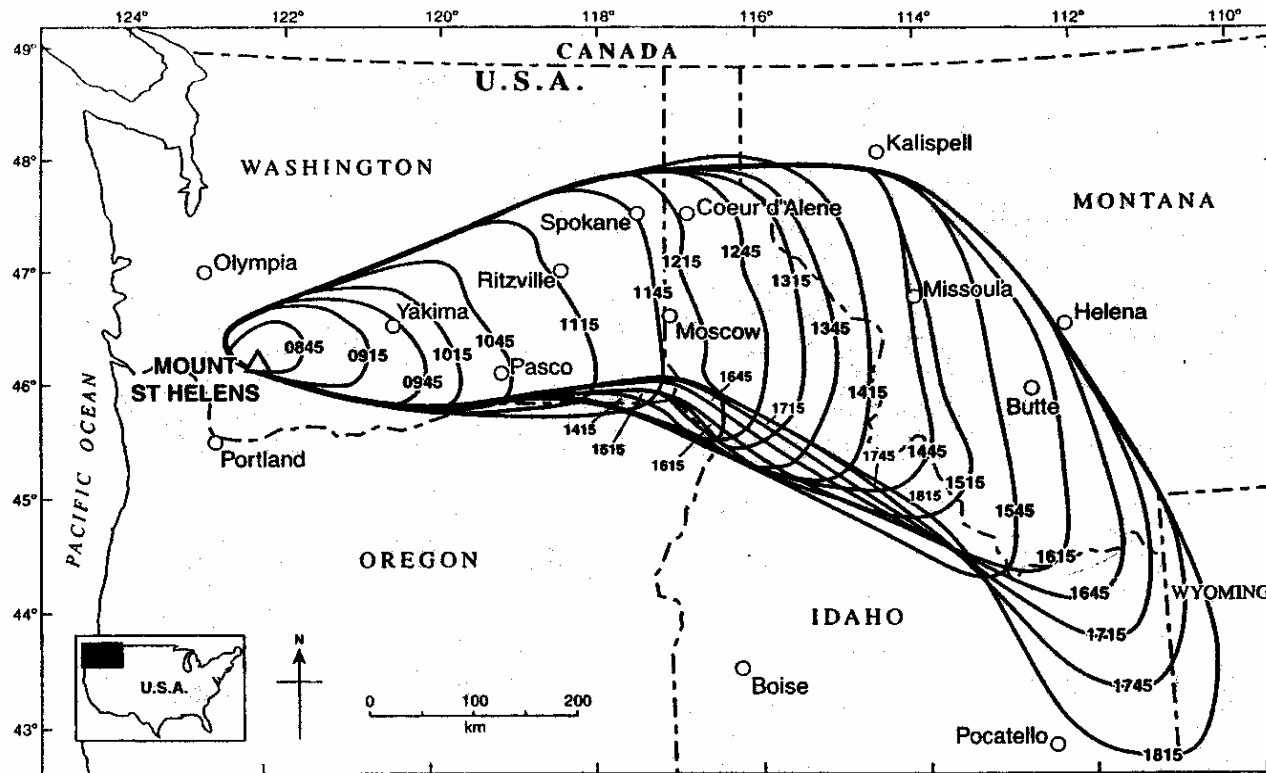 124° 122° 120° 118° 116° 114° 112° 110°
49°
CANADA
U.S.A.
48°
WASHINGTON
Kalispell
MONTANA
Spokane
Coeur d'Alene
Olympia
47°
Ritzville
1215
1245
1145
1315
Missoula
Yakima
Moscow
Helena
0845
0915
1045
1115
1345
1015
MOUNT
ST HELENS
Pasco
0945
46°
1645
1415
Butte
1715
Portland
1415
1515
1615
1745
1445
1815
1515
45°
1545
PACIFIC OCEAN
OREGON
1615
1645
WYOMING
44°
IDAHO
1715
N
U.S.A.
Boise
1745
0 100 200
km
43°
Pocatello
1815